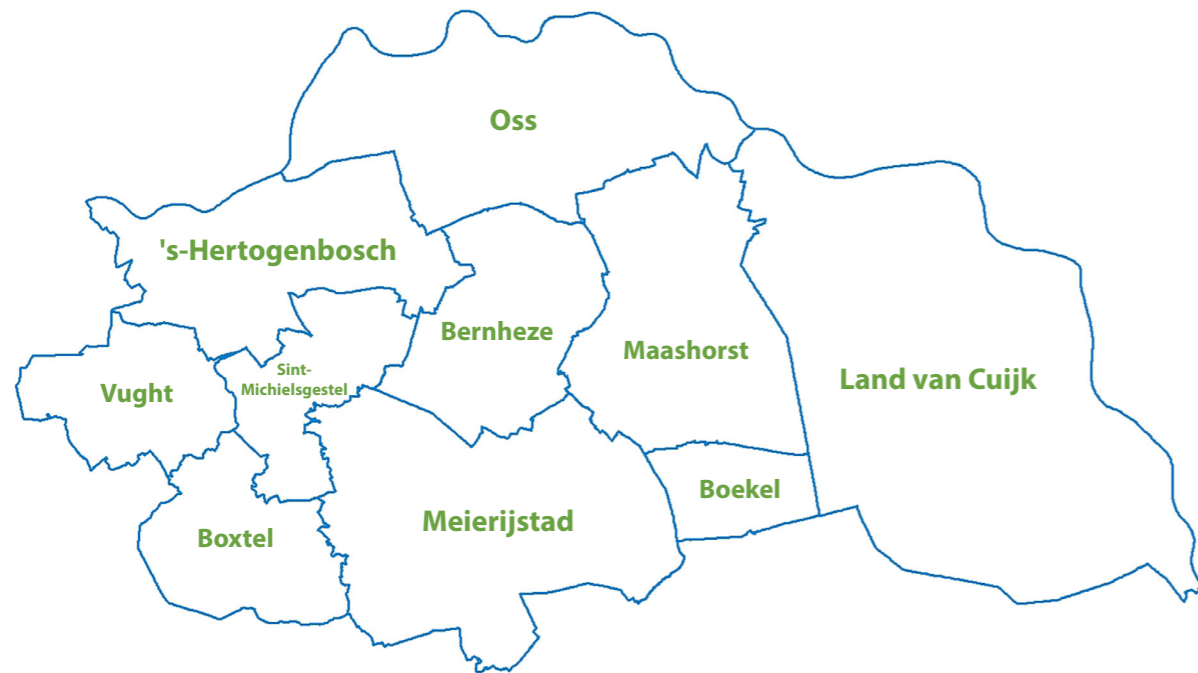 Oss
's-Hertogenbosch
Bernheze
Maashorst
Sint-
Michielsgestel
Vught
Land van Cuijk
Boekel
Meierijstad
Boxtel